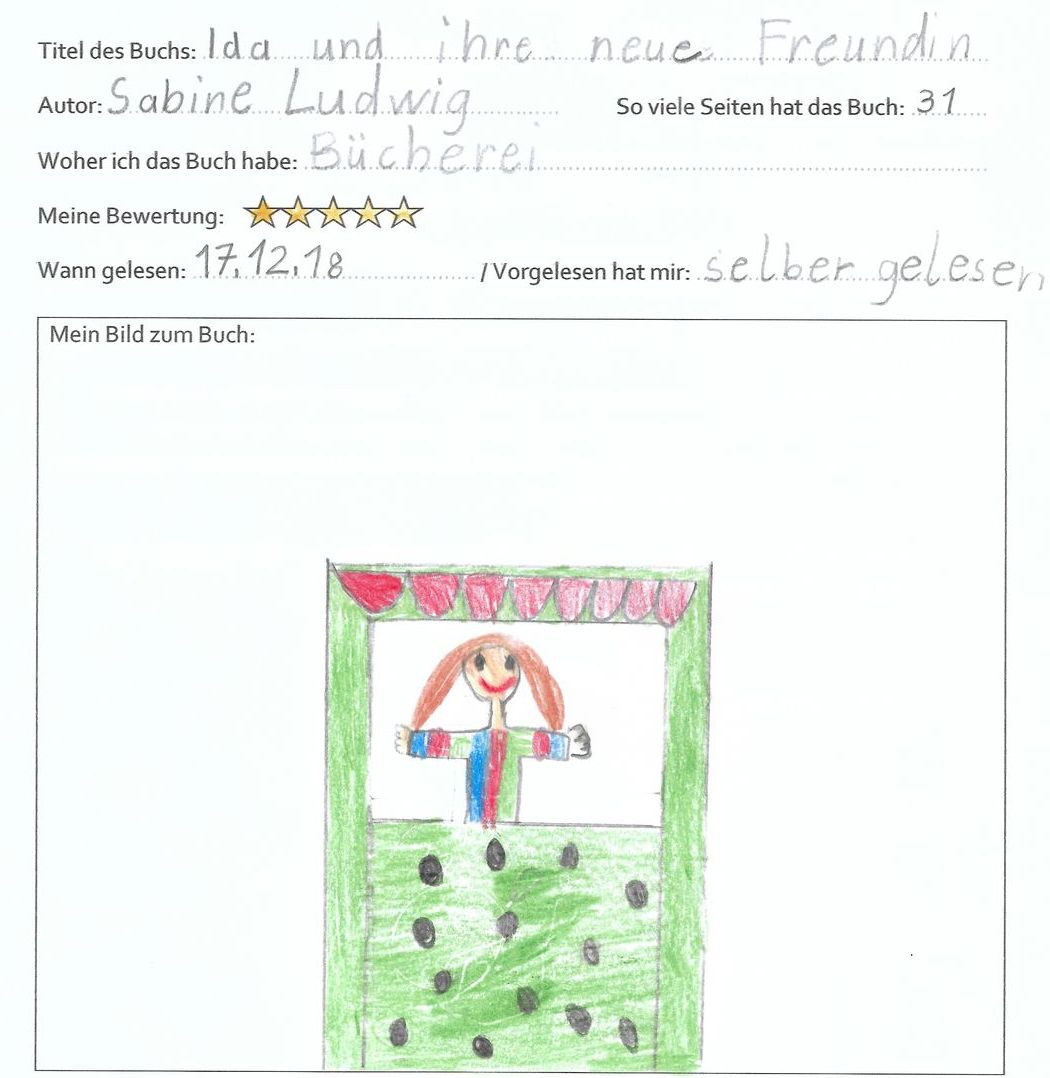 Titel des Buchs: Ida und ihre neue Freundin
Autor: Sabine Ludwig So viele Seiten hat das Buch: 31
Woher ich das Buch habe: Bücherei
Meine Bewertung:
Wann gelesen: 17.12.18 / Vorgelesen hat mir: selber gelesen
Mein Bild zum Buch: